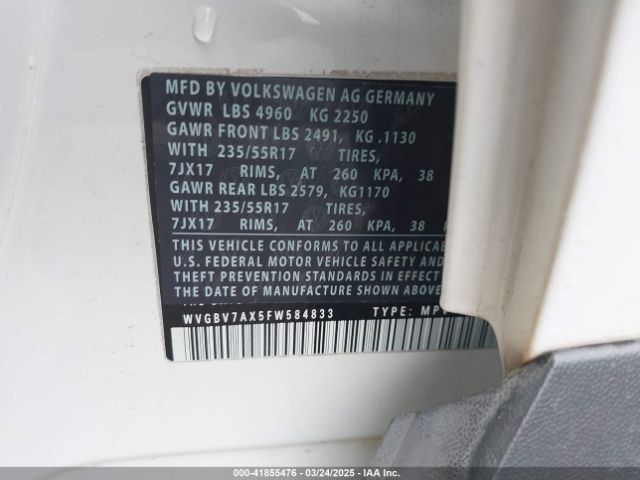 MFD BY VOLKSWAGEN AG GERMANY
GVWR LBS 4960 KG 2250
GAWR FRONT LBS 2491, KG .1130
WITH 235/55R17 TIRES,
7JX17 RIMS, AT 260 KPA, 38
GAWR REAR LBS 2579, KG1170
WITH 235/55R17 TIRES,
7JX17 RIMS, AT 260 KPA, 38
THIS VEHICLE CONFORMS TO ALL APPLICAB
U.S. FEDERAL MOTOR VEHICLE SAFETY AND
THEFT PREVENTION STANDARDS IN EFFECT
THE DATE OF MANUFACTURE SHOWN ABOVE.
WVGBV7AX5FW584833 TYPE: MPV
000-41855476 - 03/24/2025 - IAA Inc.